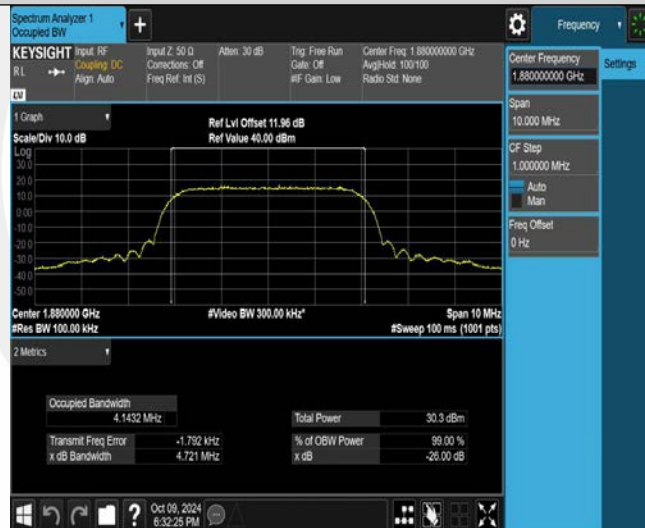 Spectrum Analyzer 1
Occupied BW
Frequency
KEYSIGHT
RL
Input: RF
Coupling: DC
Align: Auto
Input Z: 50 Ω
Corrections: Off
Freq Ref: Int (S)
Atten: 30 dB
Trig: Free Run
Gate: Off
#IF Gain: Low
Center Freq: 1.880000000 GHz
Avg|Hold: 100/100
Radio Std: None
LXI
1 Graph
Scale/Div 10.0 dB
Ref Lvl Offset 11.96 dB
Ref Value 40.00 dBm
Log
30.0
20.0
10.0
0.00
-10.0
-20.0
-30.0
-40.0
-50.0
Center 1.880000 GHz
#Res BW 100.00 kHz
#Video BW 300.00 kHz*
Span 10 MHz
#Sweep 100 ms (1001 pts)
2 Metrics
Occupied Bandwidth
4.1432 MHz
Total Power 30.3 dBm
Transmit Freq Error -1.792 kHz
% of OBW Power 99.00 %
x dB Bandwidth 4.721 MHz
x dB -26.00 dB
Center Frequency
1.880000000 GHz
Settings
Span
10.000 MHz
CF Step
1.000000 MHz
Auto
Man
Freq Offset
0 Hz
?
Oct 09, 2024
6:32:25 PM